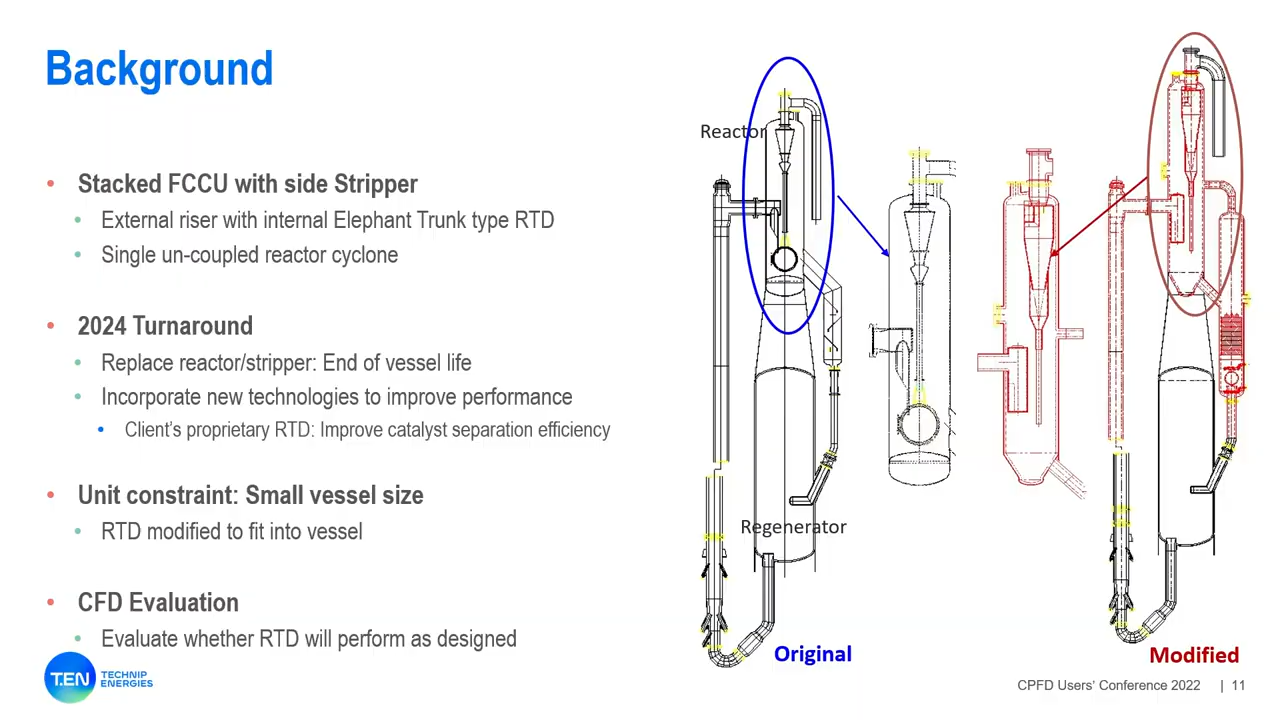 Background
Stacked FCCU with side Stripper
External riser with internal Elephant Trunk type RTD
Single un-coupled reactor cyclone
2024 Turnaround
Replace reactor/stripper: End of vessel life
Incorporate new technologies to improve performance
Client's proprietary RTD: Improve catalyst separation efficiency
Unit constraint: Small vessel size
RTD modified to fit into vessel
CFD Evaluation
Evaluate whether RTD will perform as designed
Reactor
Regenerator
Original
Modified
T.EN
TECHNIP
ENERGIES
CPFD Users' Conference 2022 | 11